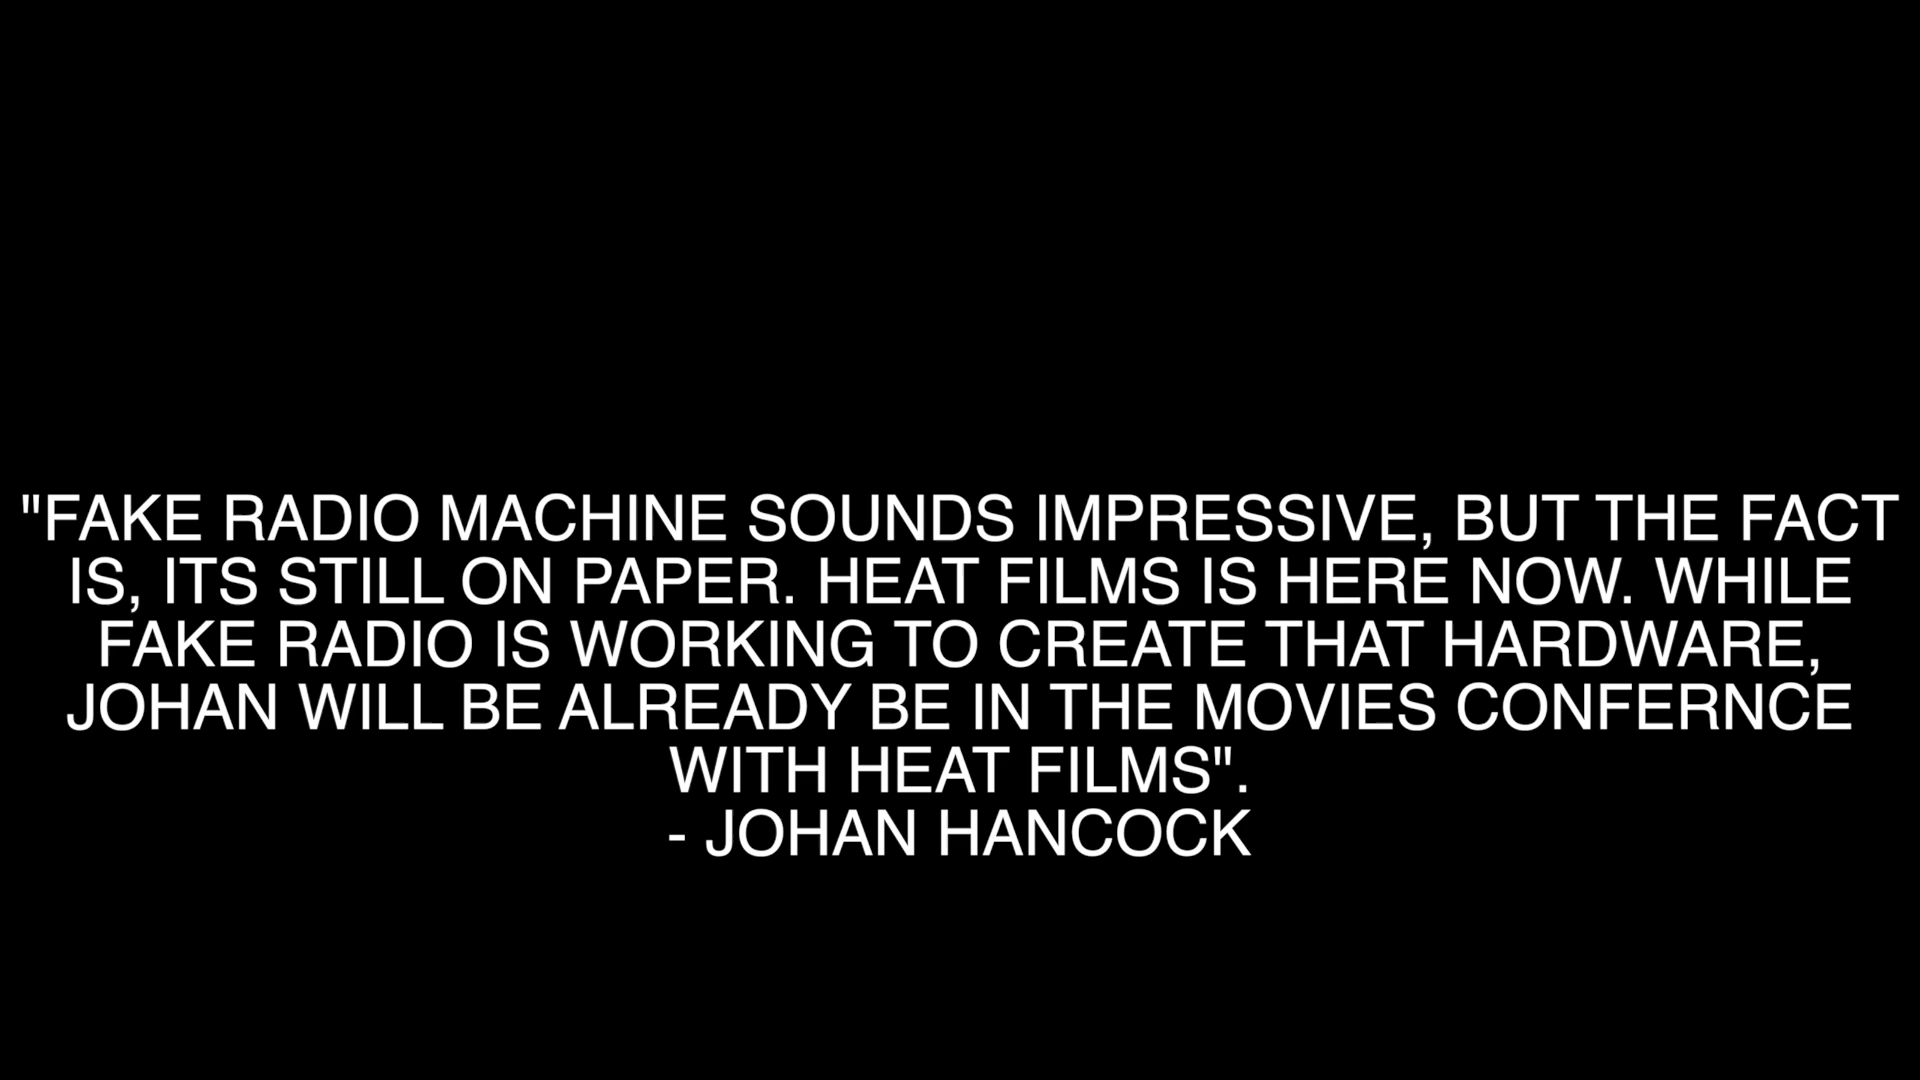 "FAKE RADIO MACHINE SOUNDS IMPRESSIVE, BUT THE FACT
IS, ITS STILL ON PAPER. HEAT FILMS IS HERE NOW. WHILE
FAKE RADIO IS WORKING TO CREATE THAT HARDWARE,
JOHAN WILL BE ALREADY BE IN THE MOVIES CONFERNCE
WITH HEAT FILMS".
- JOHAN HANCOCK